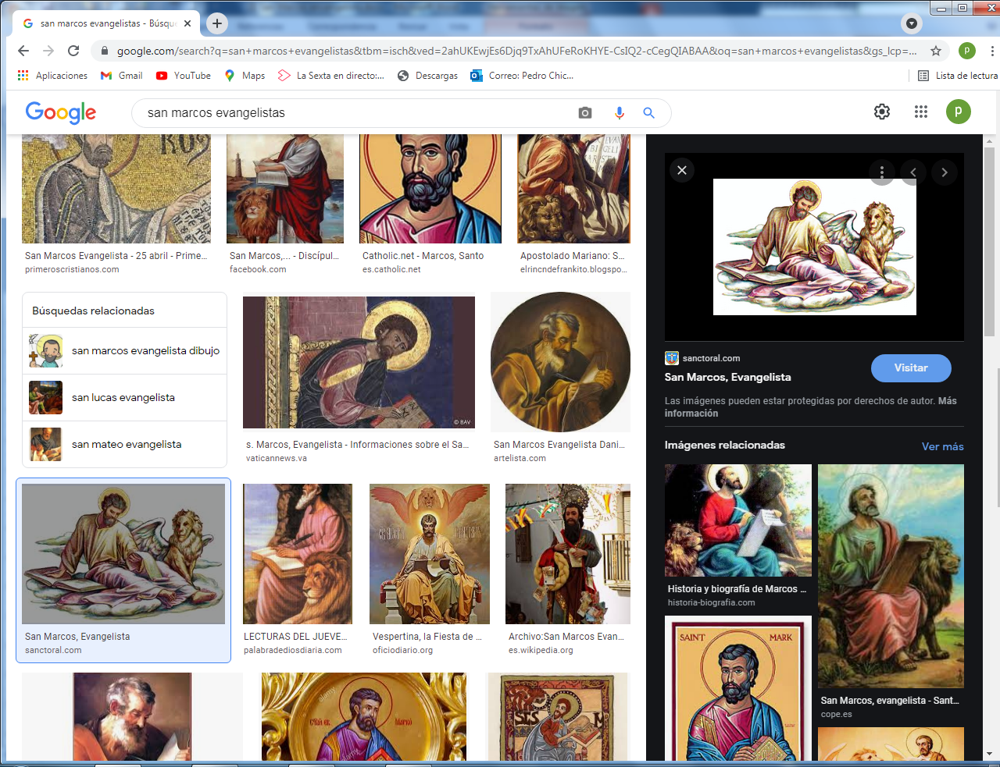 san marcos evangelistas - Búsque
google.com/search?q=san+marcos+evangelistas&tbm=isch&ved=2ahUKEwjEs6Djq9TxAhUFeRoKHYE-CsIQ2-cCegQIABAA&oq=san+marcos+evangelistas&gs_lcp=...
p
Aplicaciones
Gmail
YouTube
Maps
La Sexta en directo:...
Descargas
Correo: Pedro Chic...
Lista de lectura
Google
san marcos evangelistas
p
San Marcos Evangelista - 25 abril - Prime...
primeroscristianos.com
San Marcos,... - Discípul...
facebook.com
Catholic.net - Marcos, Santo
es.catholic.net
Apostolado Mariano: S...
elrincndefrankito.blogspo...
Búsquedas relacionadas
san marcos evangelista dibujo
san lucas evangelista
san mateo evangelista
© BAV
s. Marcos, Evangelista - Informaciones sobre el Sa...
vaticannews.va
San Marcos Evangelista Dani...
artelista.com
San Marcos, Evangelista
sanctoral.com
LECTURAS DEL JUEVE...
palabradediosdiaria.com
Vespertina, la Fiesta de ...
oficiodiario.org
Archivo:San Marcos Evan...
es.wikipedia.org
alamy
alamy
sanctoral.com
San Marcos, Evangelista
Visitar
Las imágenes pueden estar protegidas por derechos de autor. Más
información
Imágenes relacionadas
Ver más
Historia y biografía de Marcos ...
historia-biografia.com
SAINT MARK
San Marcos, evangelista - Sant...
cope.es